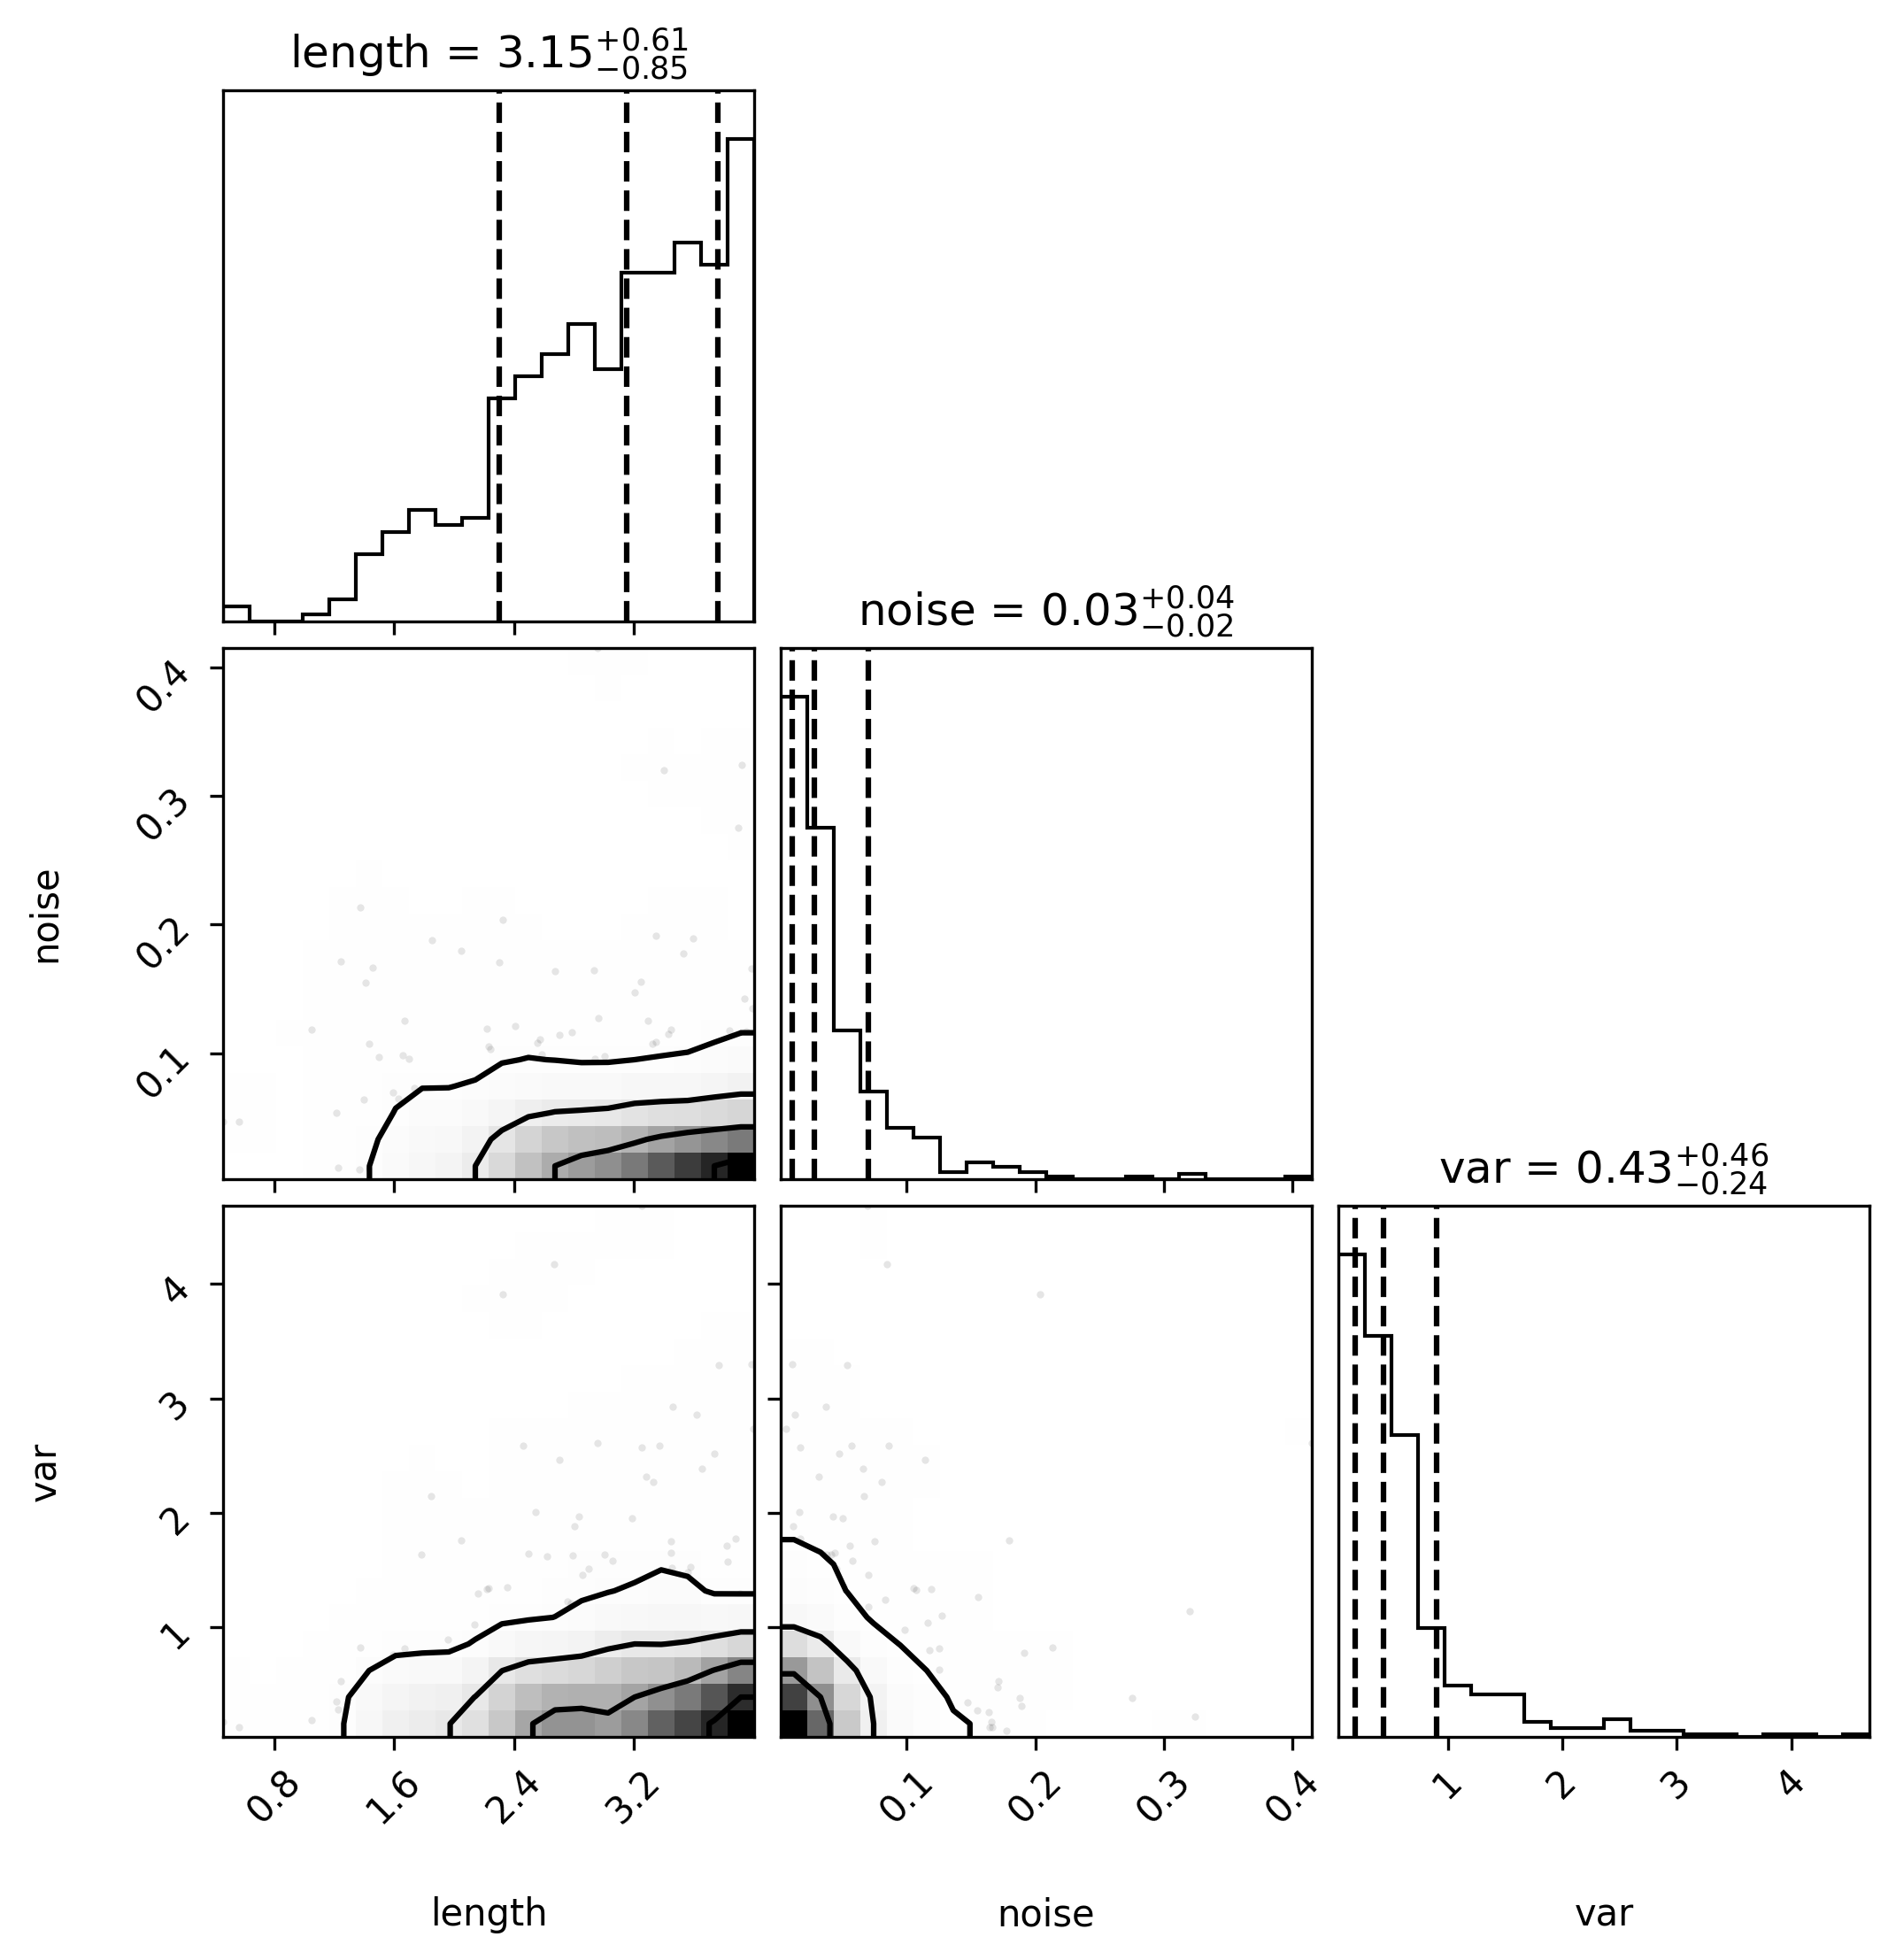 length = 3.15+0.61−0.85
noise = 0.03+0.04−0.02
0.4
0.3
0.2
0.1
noise
var = 0.43+0.46−0.24
4
3
2
1
var
0.8 1.6 2.4 3.2 0.1 0.2 0.3 0.4 1 2 3 4
length noise var